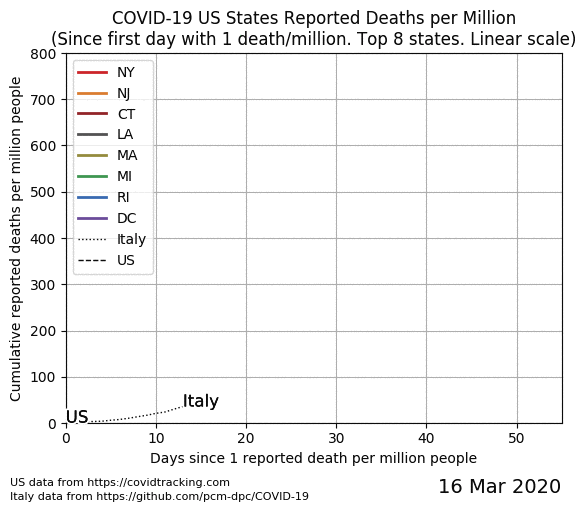 COVID-19 US States Reported Deaths per Million
(Since first day with 1 death/million. Top 8 states. Linear scale)
Cumulative reported deaths per million people
800
700
600
500
400
300
200
100
0
NY
NJ
CT
LA
MA
MI
RI
DC
Italy
US
US
Italy
0 10 20 30 40 50
Days since 1 reported death per million people
US data from https://covidtracking.com
Italy data from https://github.com/pcm-dpc/COVID-19
16 Mar 2020